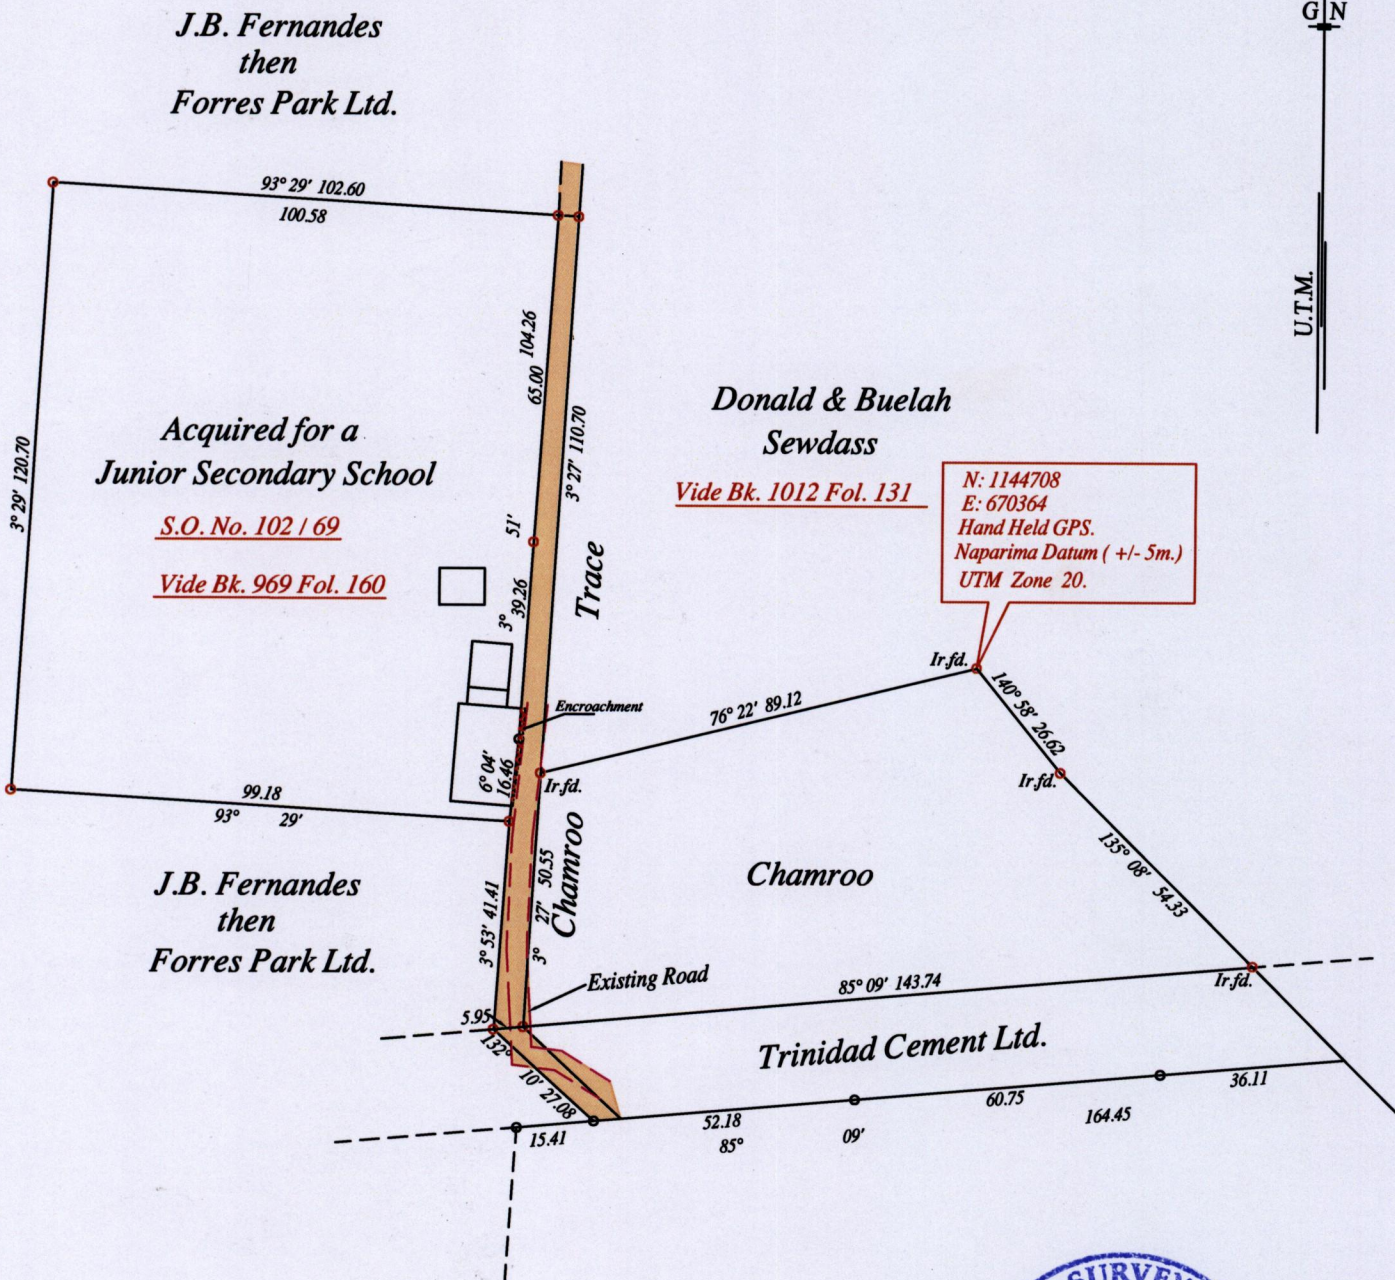 G N
J.B. Fernandes
then
Forres Park Ltd.
93° 29' 102.60
100.58
U.T.M.
65.00 104.26
3° 27' 110.70
Donald & Buelah
Sewdass
Vide Bk. 1012 Fol. 131
Acquired for a
Junior Secondary School
S.O. No. 102 / 69
Vide Bk. 969 Fol. 160
3° 29' 120.70
N: 1144708
E: 670364
Hand Held GPS.
Naparima Datum ( +/- 5m.)
UTM Zone 20.
51'
3° 39.26
Trace
Ir.fd.
140° 58' 26.62
Encroachment
76° 22' 89.12
6° 04'
16.46
Ir.fd.
Ir.fd.
99.18
93° 29'
Chamroo
135° 08' 54.33
Chamroo
J.B. Fernandes
then
Forres Park Ltd.
3° 53' 41.41
3° 27' 50.55
Existing Road
85° 09' 143.74
Ir.fd.
5.95
132° 10' 27.08
Trinidad Cement Ltd.
15.41
52.18
60.75
36.11
85° 09' 164.45